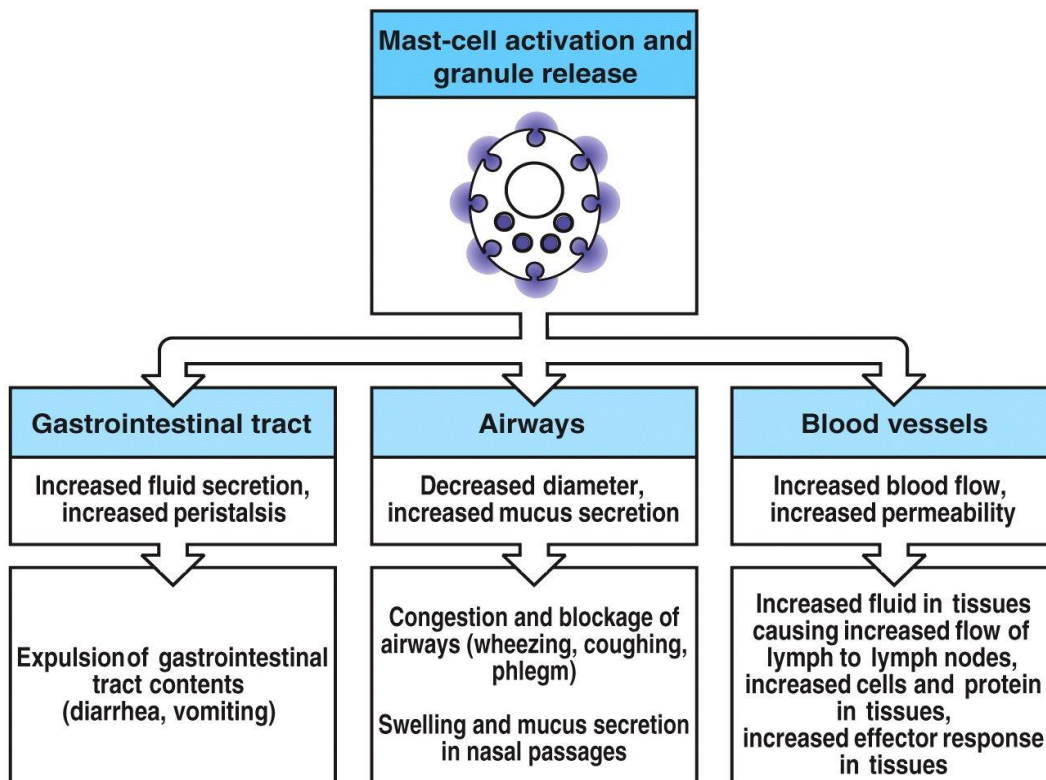 Mast-cell activation and
granule release
Gastrointestinal tract
Increased fluid secretion,
increased peristalsis
Expulsion of gastrointestinal
tract contents
(diarrhea, vomiting)
Airways
Decreased diameter,
increased mucus secretion
Congestion and blockage of
airways (wheezing, coughing,
phlegm)
Swelling and mucus secretion
in nasal passages
Blood vessels
Increased blood flow,
increased permeability
Increased fluid in tissues
causing increased flow of
lymph to lymph nodes,
increased cells and protein
in tissues,
increased effector response
in tissues